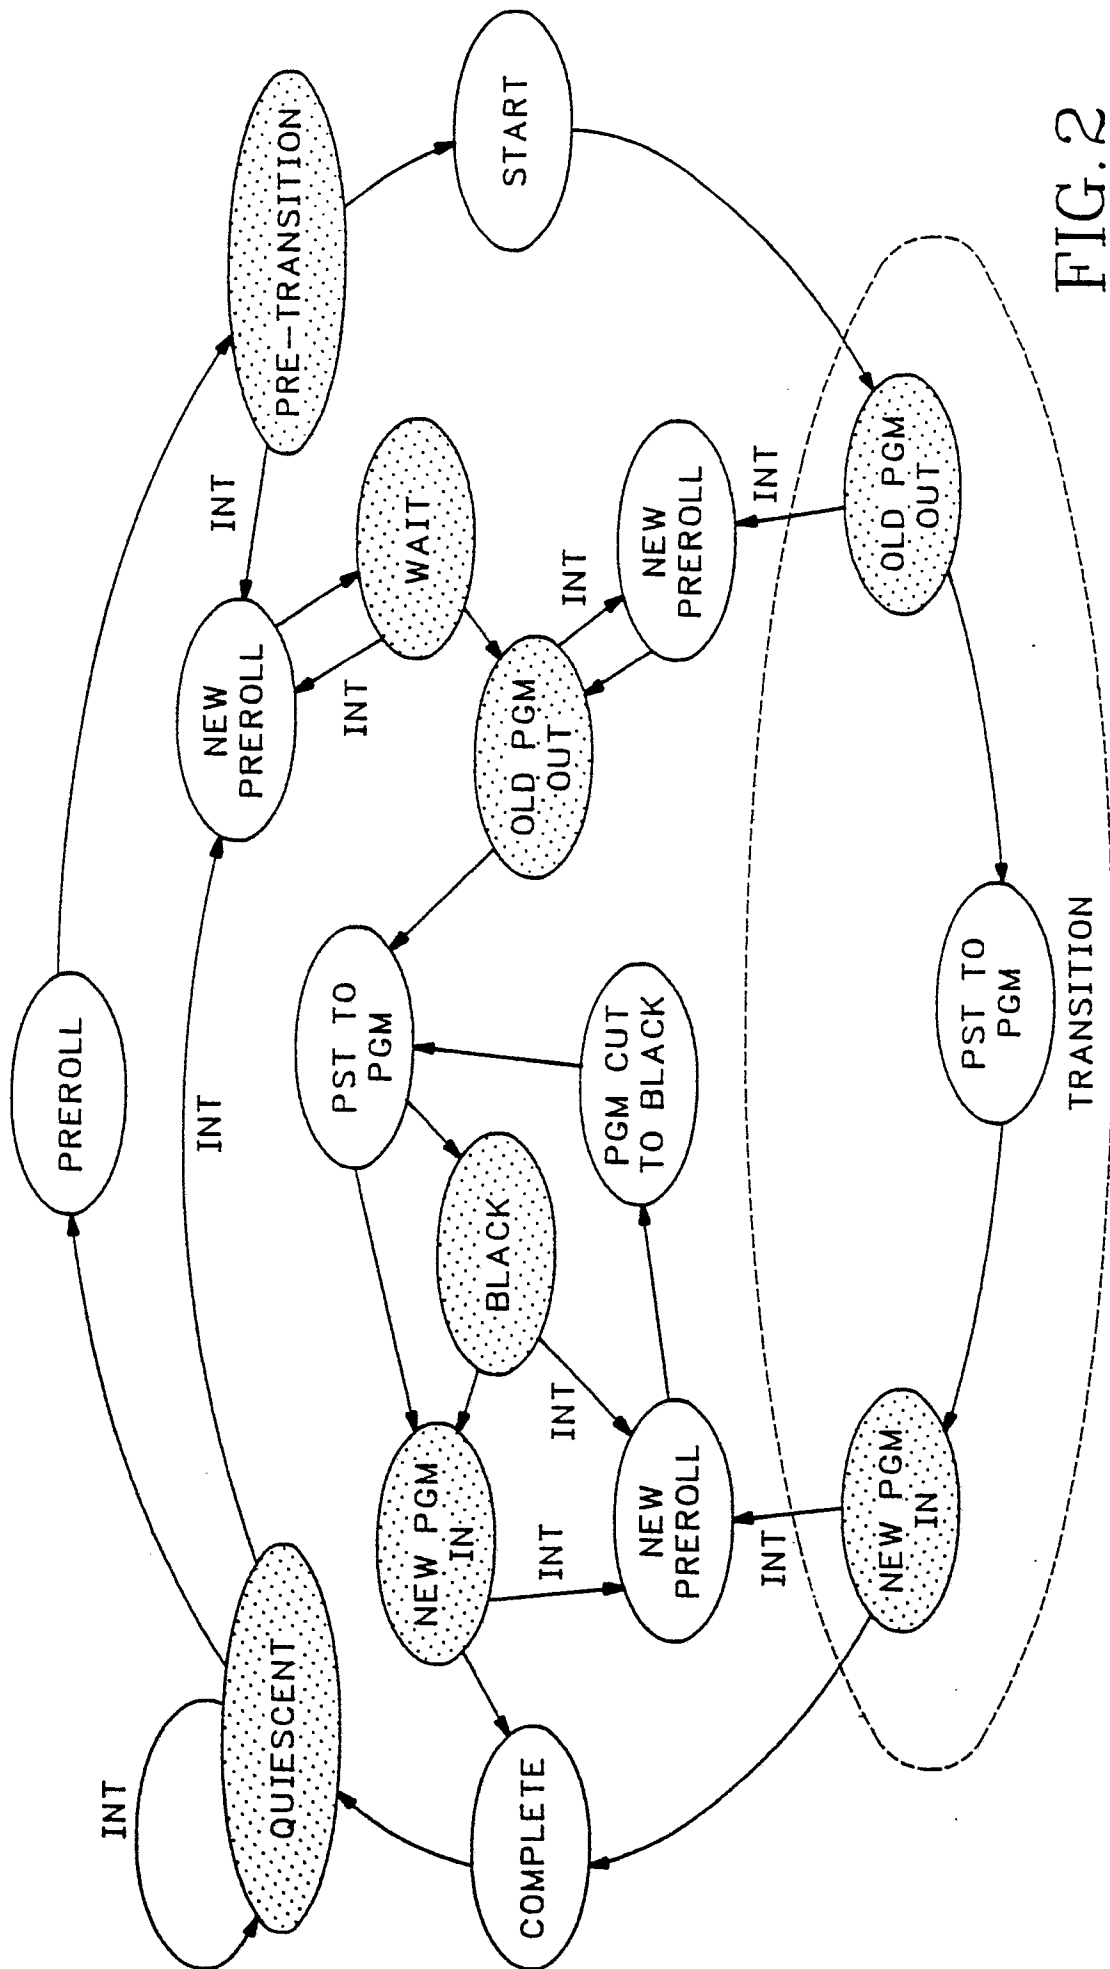 PREROLL
INT
INT
INT
QUIESCENT
NEW
PREROLL
PRE-TRANSITION
PST TO
PGM
INT
NEW PGM
IN
WAIT
BLACK
START
COMPLETE
OLD PGM
OUT
INT
INT
INT
NEW
PREROLL
PGM CUT
TO BLACK
NEW
PREROLL
INT
INT
NEW PGM
IN
OLD PGM
OUT
PST TO
PGM
TRANSITION
FIG. 2